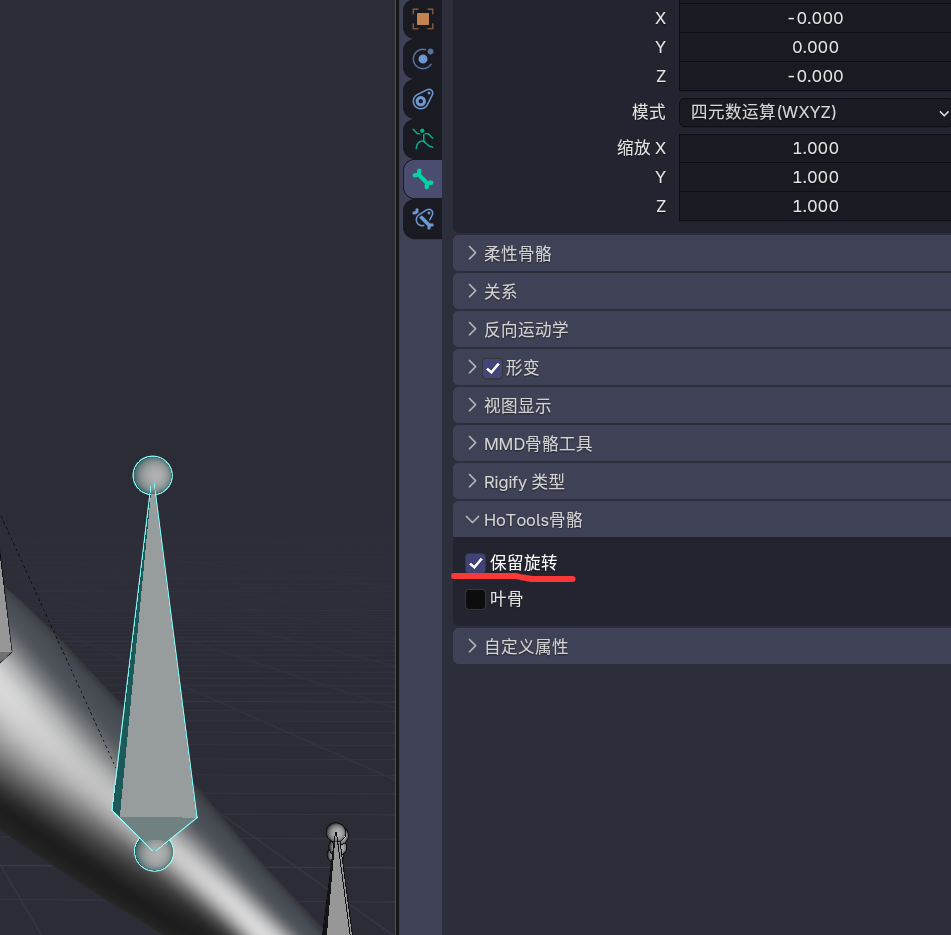 X -0.000
Y 0.000
Z -0.000
模式 四元数运算(WXYZ)
缩放 X 1.000
Y 1.000
Z 1.000
柔性骨骼
关系
反向运动学
形变
视图显示
MMD骨骼工具
Rigify 类型
HoTools骨骼
保留旋转
叶骨
自定义属性